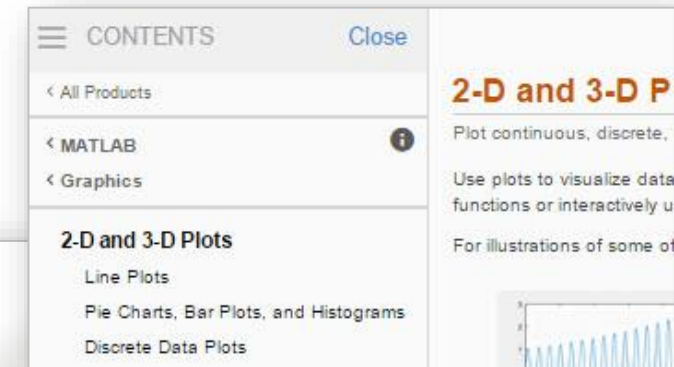 CONTENTS Close
< All Products
< MATLAB
< Graphics
2-D and 3-D Plots
Line Plots
Pie Charts, Bar Plots, and Histograms
Discrete Data Plots
2-D and 3-D P
Plot continuous, discrete,
Use plots to visualize data
functions or interactively u
For illustrations of some of